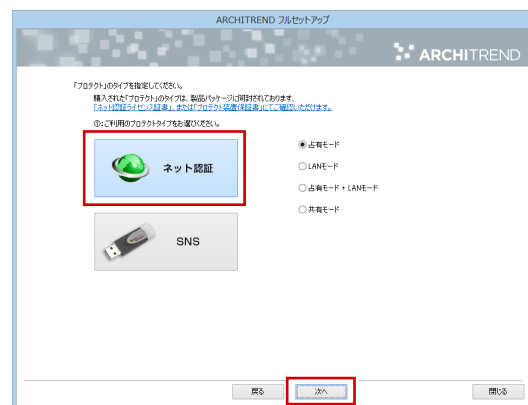 ARCHITREND フルセットアップ
ARCHITREND
「プロテクト」のタイプを指定してください。
購入された「プロテクト」のタイプは、製品パッケージに同封されております、
「ネット認証ライセンス証書」、または「プロテクト装置保証書」にてご確認いただけます。
①:ご利用のプロテクトタイプをお選びください。
ネット認証
SNS
占有モード
LANモード
占有モード + LANモード
共有モード
戻る
次へ
閉じる